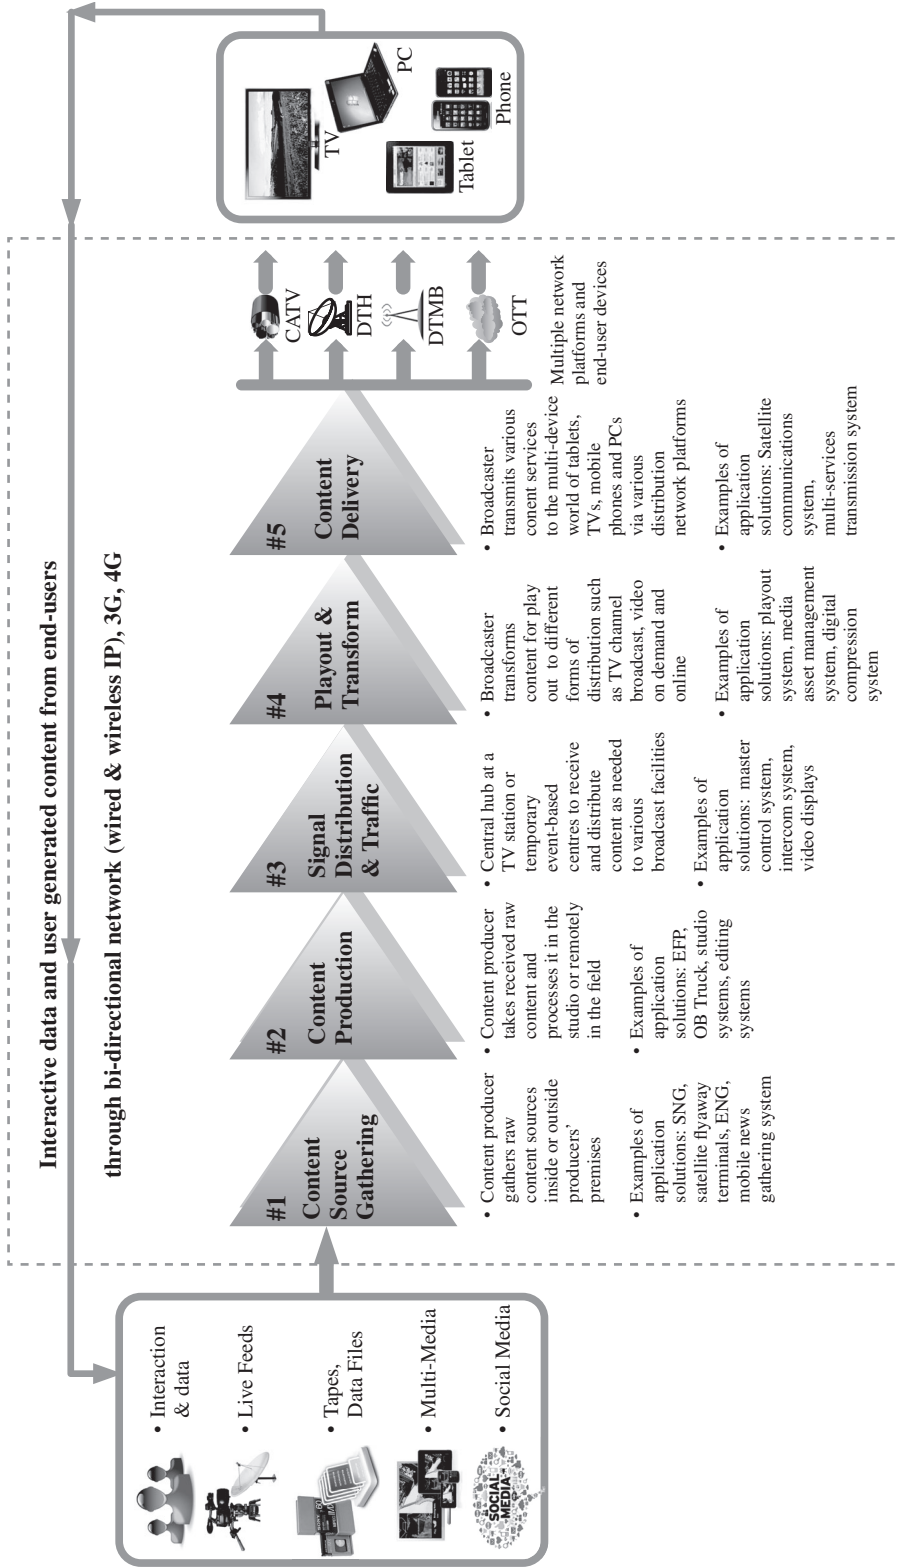 Interactive data and user generated content from end-users
through bi-directional network (wired & wireless IP), 3G, 4G
• Interaction
& data
• Live Feeds
• Tapes,
Data Files
• Multi-Media
SOCIAL
MEDIA
• Social Media
#1
Content
Source
Gathering
• Content producer
gathers raw
content sources
inside or outside
producers’
premises
• Examples of
application
solutions: SNG,
satellite flyaway
terminals, ENG,
mobile news
gathering system
#2
Content
Production
• Content producer
takes received raw
content and
processes it in the
studio or remotely
in the field
• Examples of
application
solutions: EFP,
OB Truck, studio
systems, editing
systems
#3
Signal
Distribution
& Traffic
• Central hub at a
TV station or
temporary
event-based
centres to receive
and distribute
content as needed
to various
broadcast facilities
• Examples of
application
solutions: master
control system,
intercom system,
video displays
#4
Playout &
Transform
• Broadcaster
transforms
content for play
out to different
forms of
distribution such
as TV channel
broadcast, video
on demand and
online
• Examples of
application
solutions: playout
system, media
asset management
system, digital
compression
system
#5
Content
Delivery
• Broadcaster
transmits various
conent services
to the multi-device
world of tablets,
TVs, mobile
phones and PCs
via various
distribution
network platforms
• Examples of
application
solutions: Satellite
communications
system,
multi-services
transmission system
CATV
DTH
DTMB
OTT
Multiple network
platforms and
end-user devices
TV
PC
Tablet
Phone